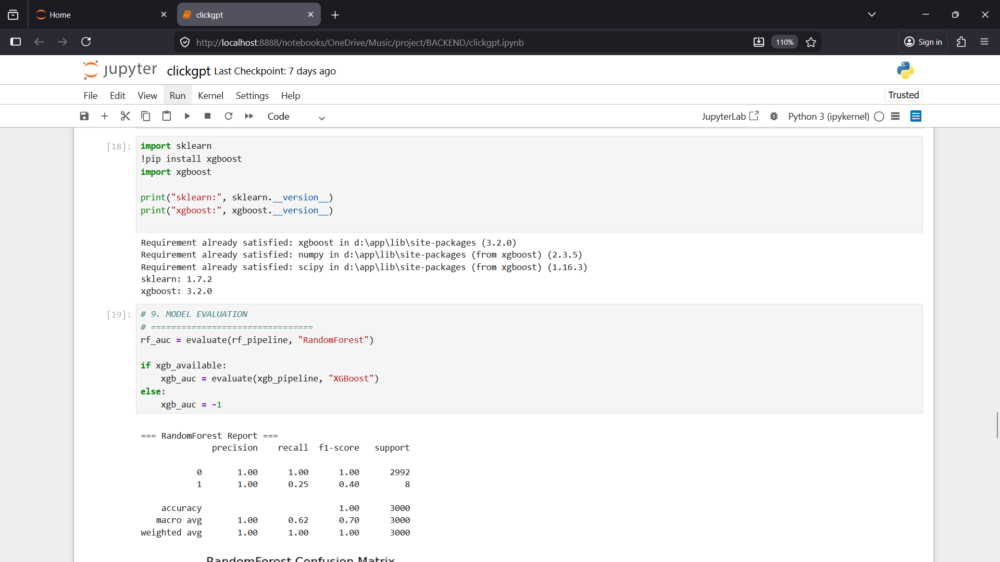 Home
clickgpt
http://localhost:8888/notebooks/OneDrive/Music/project/BACKEND/clickgpt.ipynb
110%
Sign in
jupyter clickgpt Last Checkpoint: 7 days ago
File Edit View Run Kernel Settings Help
Trusted
Code
JupyterLab
Python 3 (ipykernel)
[18]:
import sklearn
!pip install xgboost
import xgboost
print("sklearn:", sklearn.__version__)
print("xgboost:", xgboost.__version__)
Requirement already satisfied: xgboost in d:\app\lib\site-packages (3.2.0)
Requirement already satisfied: numpy in d:\app\lib\site-packages (from xgboost) (2.3.5)
Requirement already satisfied: scipy in d:\app\lib\site-packages (from xgboost) (1.16.3)
sklearn: 1.7.2
xgboost: 3.2.0
[19]:
# 9. MODEL EVALUATION
# ================================
rf_auc = evaluate(rf_pipeline, "RandomForest")
if xgb_available:
    xgb_auc = evaluate(xgb_pipeline, "XGBoost")
else:
    xgb_auc = -1
=== RandomForest Report ===
              precision    recall  f1-score   support
           0       1.00      1.00      1.00      2992
           1       1.00      0.25      0.40         8
    accuracy                           1.00      3000
   macro avg       1.00      0.62      0.70      3000
weighted avg       1.00      1.00      1.00      3000
RandomForest Confusion Matrix